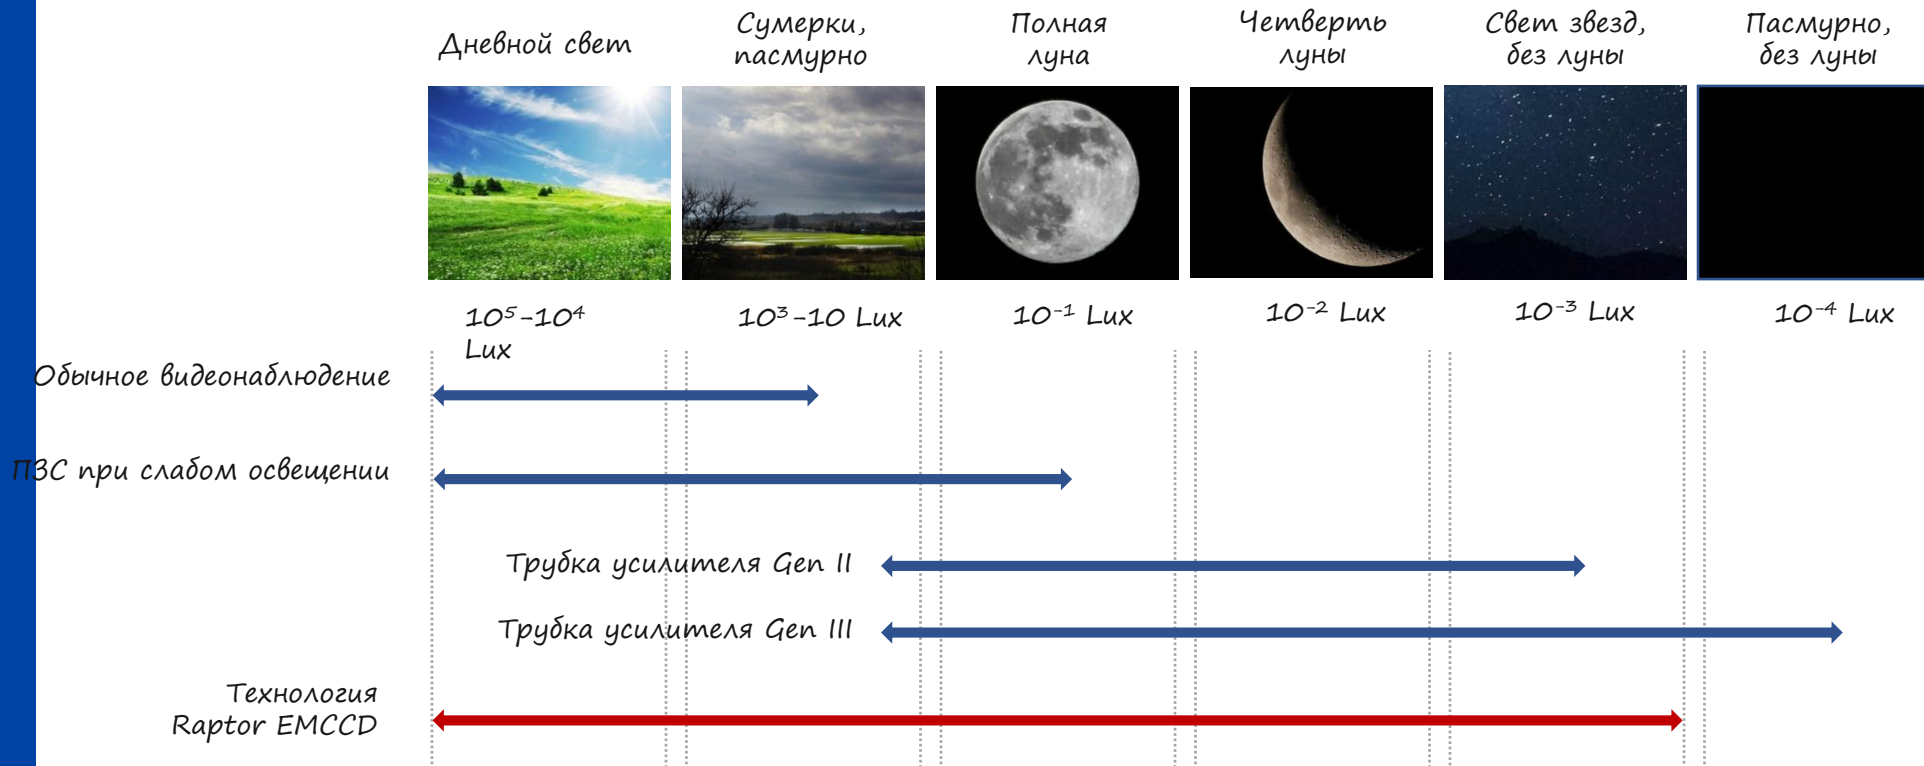 Дневной свет
Сумерки,
пасмурно
Полная
луна
Четверть
луны
Свет звезд,
без луны
Пасмурно,
без луны
10⁵-10⁴
Lux
10³-10 Lux
10⁻¹ Lux
10⁻² Lux
10⁻³ Lux
10⁻⁴ Lux
Обычное видеонаблюдение
ПЗС при слабом освещении
Трубка усилителя Gen II
Трубка усилителя Gen III
Технология
Raptor EMCCD